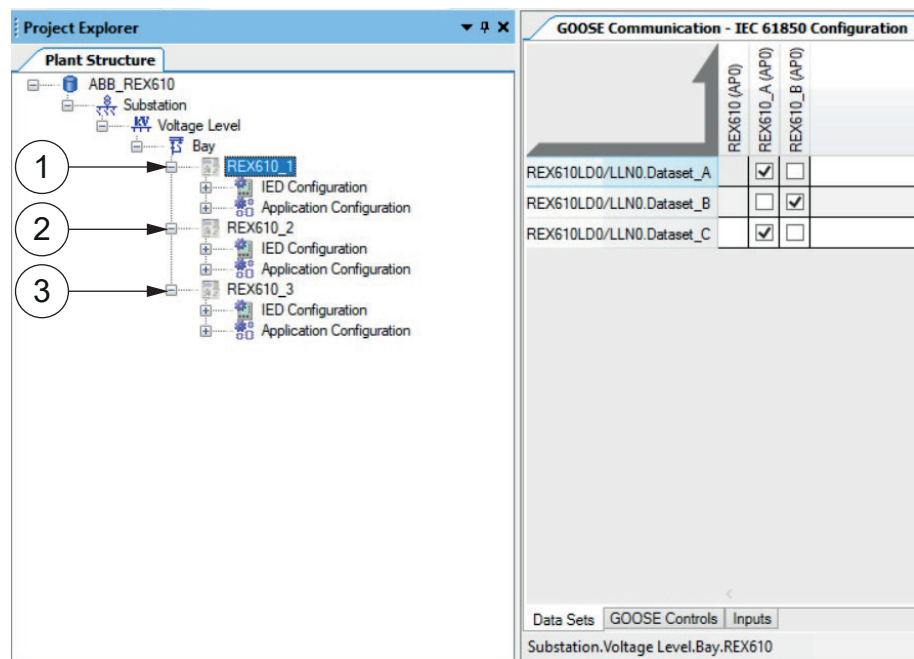 Project Explorer
Plant Structure
ABB_REX610
Substation
Voltage Level
Bay
1
REX610_1
IED Configuration
Application Configuration
2
REX610_2
IED Configuration
Application Configuration
3
REX610_3
IED Configuration
Application Configuration
GOOSE Communication - IEC 61850 Configuration
REX610 (AP0)
REX610_A (AP0)
REX610_B (AP0)
REX610LD0/LLN0.Dataset_A
REX610LD0/LLN0.Dataset_B
REX610LD0/LLN0.Dataset_C
Data Sets GOOSE Controls Inputs
Substation.Voltage Level.Bay.REX610